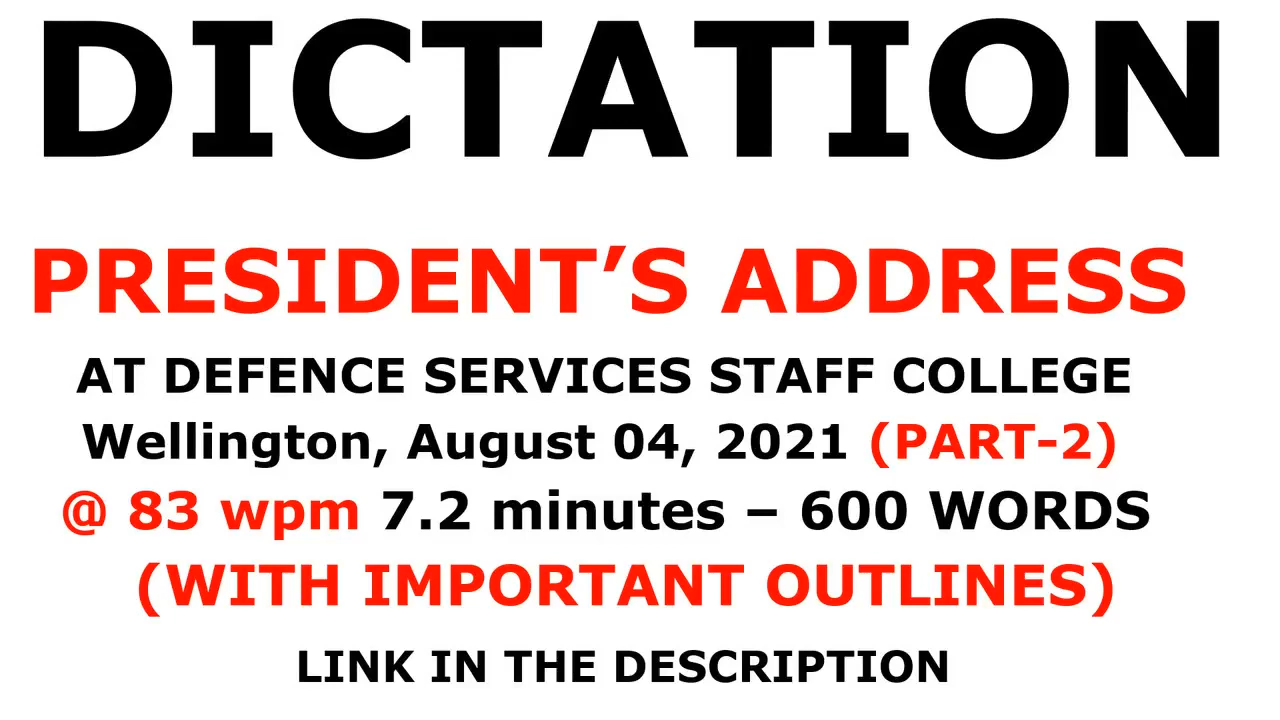 DICTATION
PRESIDENT’S ADDRESS
AT DEFENCE SERVICES STAFF COLLEGE
Wellington, August 04, 2021 (PART-2)
@ 83 wpm 7.2 minutes – 600 WORDS
(WITH IMPORTANT OUTLINES)
LINK IN THE DESCRIPTION